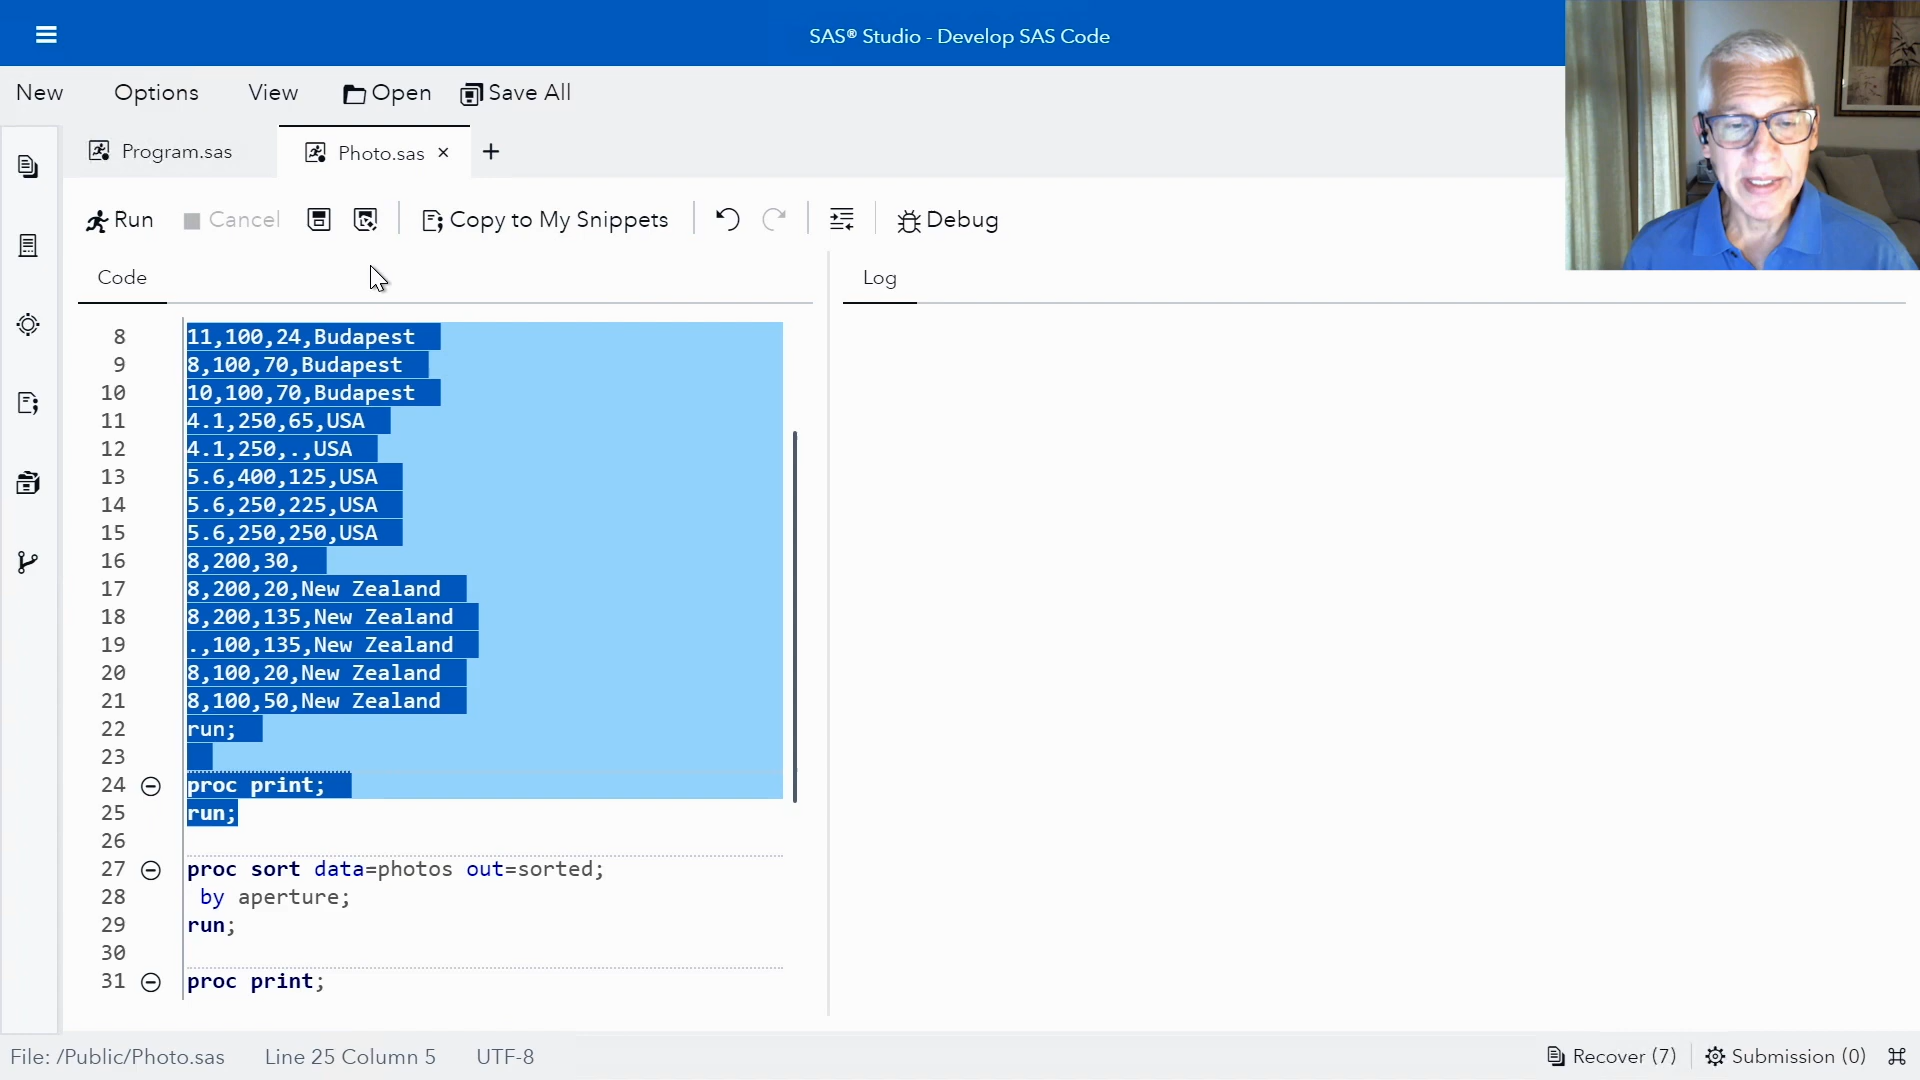 SAS® Studio - Develop SAS Code
New Options View Open Save All
Program.sas Photo.sas
Run Cancel Copy to My Snippets Debug
Code Log
8 11,100,24,Budapest
9 8,100,70,Budapest
10 10,100,70,Budapest
11 4.1,250,65,USA
12 4.1,250,.,USA
13 5.6,400,125,USA
14 5.6,250,225,USA
15 5.6,250,250,USA
16 8,200,30,
17 8,200,20,New Zealand
18 8,200,135,New Zealand
19 .,100,135,New Zealand
20 8,100,20,New Zealand
21 8,100,50,New Zealand
22 run;
23
24 proc print;
25 run;
26
27 proc sort data=photos out=sorted;
28 by aperture;
29 run;
30
31 proc print;
File: /Public/Photo.sas Line 25 Column 5 UTF-8 Recover (7) Submission (0)